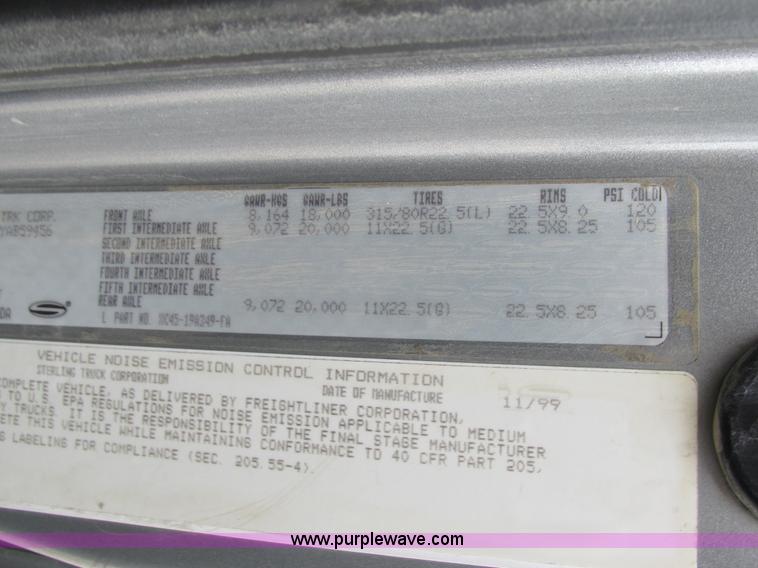 GAWR-KGS GAWR-LBS TIRES RIMS PSI COLD
TRK CORP. FRONT AXLE 8,164 18,000 315/80R22.5(L) 22.5X9.0 120
YAB59456 FIRST INTERMEDIATE AXLE 9,072 20,000 11X22.5(G) 22.5X8.25 105
SECOND INTERMEDIATE AXLE
THIRD INTERMEDIATE AXLE
FOURTH INTERMEDIATE AXLE
FIFTH INTERMEDIATE AXLE
DA REAR AXLE 9,072 20,000 11X22.5(G) 22.5X8.25 105
L PART NO.
VEHICLE NOISE EMISSION CONTROL INFORMATION
STERLING TRUCK CORPORATION DATE OF MANUFACTURE 11/99
COMPLETE VEHICLE, AS DELIVERED BY FREIGHTLINER CORPORATION,
TO U.S. EPA REGULATIONS FOR NOISE EMISSION APPLICABLE TO MEDIUM
Y TRUCKS. IT IS THE RESPONSIBILITY OF THE FINAL STAGE MANUFACTURER
ETE THIS VEHICLE WHILE MAINTAINING CONFORMANCE TO 40 CFR PART 205,
S LABELING FOR COMPLIANCE (SEC. 205.55-4).
www.purplewave.com